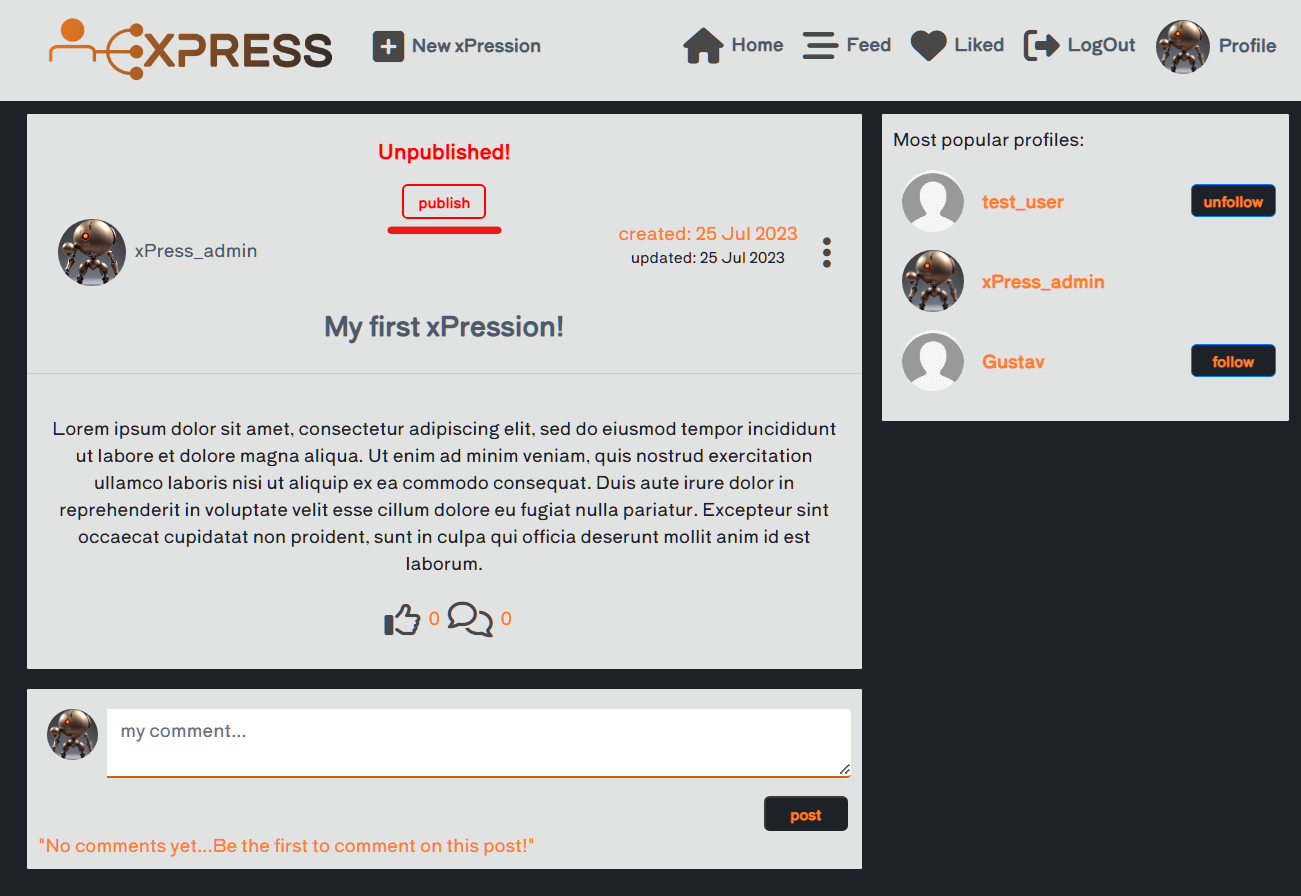 XPRESS
New xPression
Home
Feed
Liked
LogOut
Profile
Unpublished!
publish
xPress_admin
created: 25 Jul 2023
updated: 25 Jul 2023
My first xPression!
Lorem ipsum dolor sit amet, consectetur adipiscing elit, sed do eiusmod tempor incididunt
ut labore et dolore magna aliqua. Ut enim ad minim veniam, quis nostrud exercitation
ullamco laboris nisi ut aliquip ex ea commodo consequat. Duis aute irure dolor in
reprehenderit in voluptate velit esse cillum dolore eu fugiat nulla pariatur. Excepteur sint
occaecat cupidatat non proident, sunt in culpa qui officia deserunt mollit anim id est
laborum.
0
0
my comment...
post
"No comments yet...Be the first to comment on this post!"
Most popular profiles:
test_user
unfollow
xPress_admin
Gustav
follow